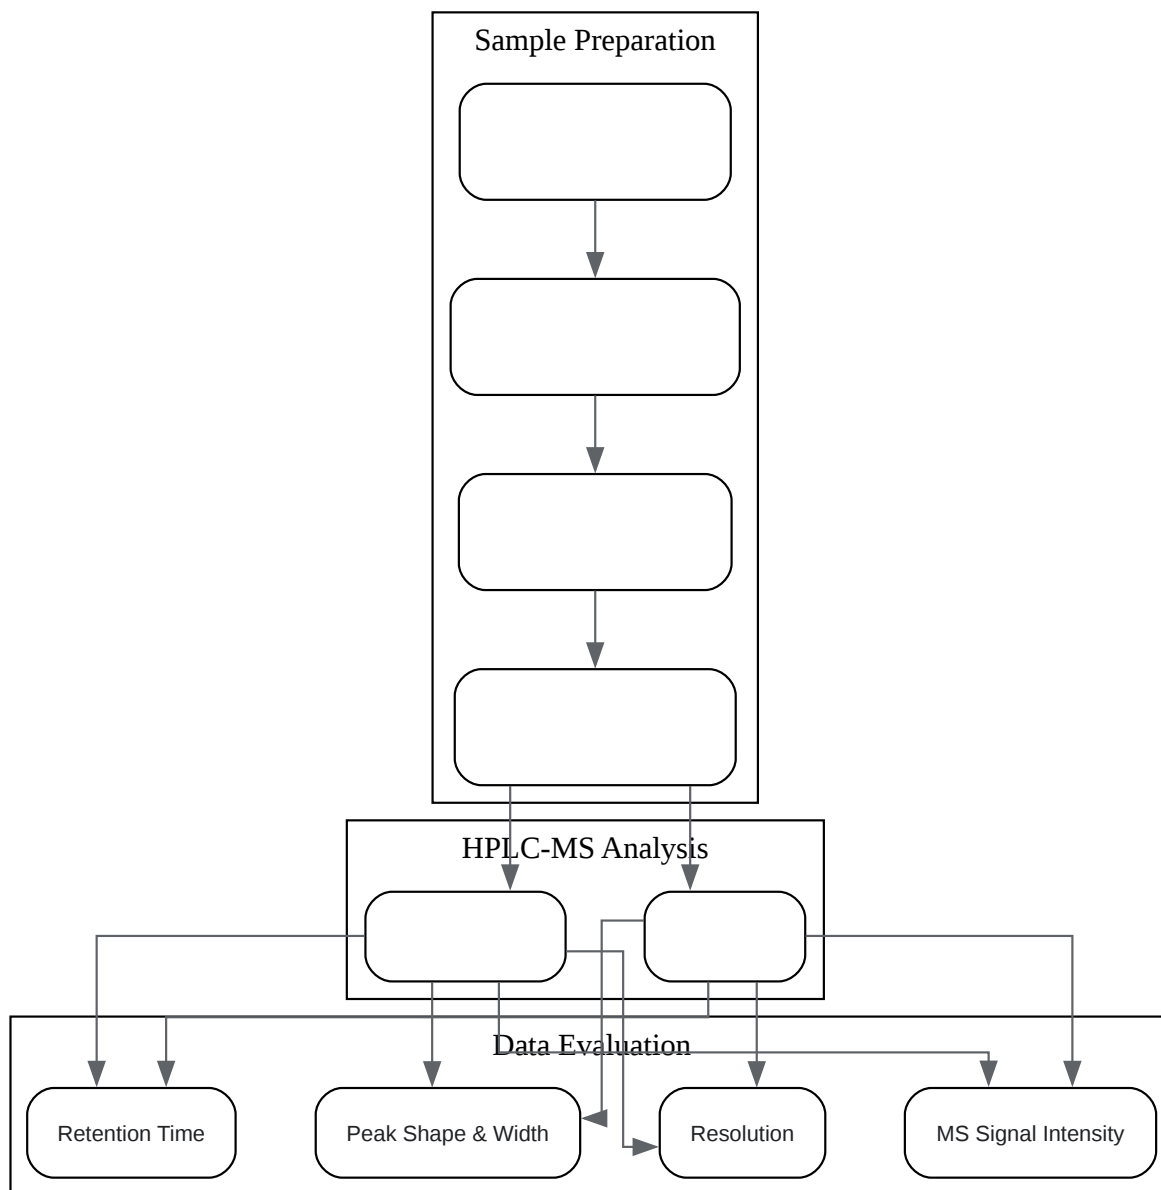 Sample Preparation
HPLC-MS Analysis
Data Evaluation
Retention Time
Peak Shape & Width
Resolution
MS Signal Intensity